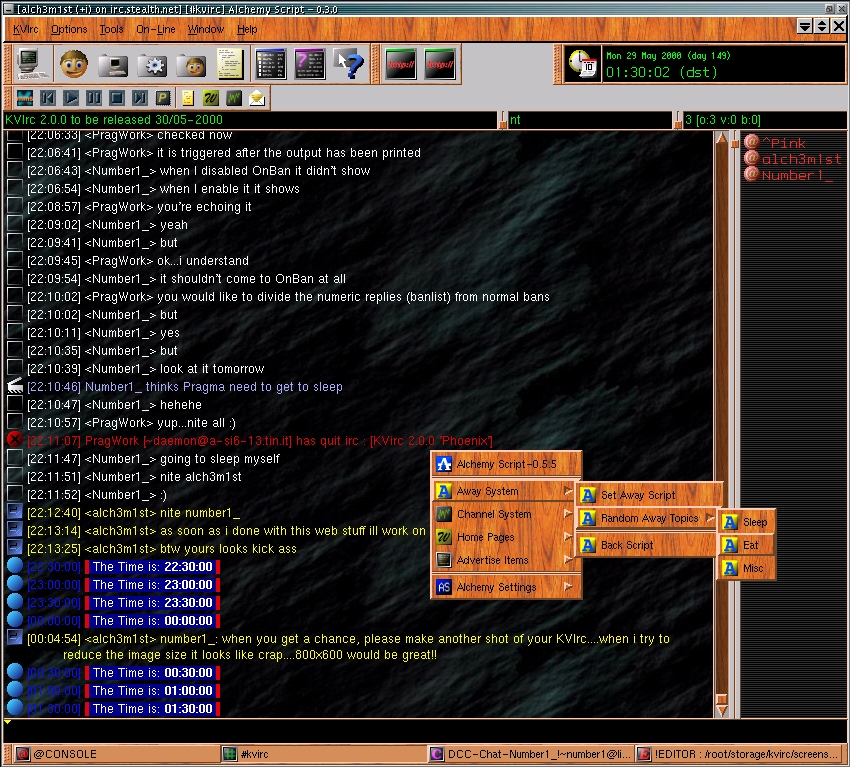 [alch3m1st (+i) on irc.stealth.net] [#kvirc] Alchemy Script - 0.3.0
KVIrc Options Tools On-Line Window Help
Mon 29 May 2000 (day 149)
01:30:02 (dst)
KVIrc 2.0.0 to be released 30/05-2000
nt
3 [o:3 v:0 b:0]
[22:06:33] <PragWork> checked now
[22:06:41] <PragWork> it is triggered after the output has been printed
[22:06:43] <Number1_> when I disabled OnBan it didn't show
[22:06:54] <Number1_> when I enable it it shows
[22:08:57] <PragWork> you're echoing it
[22:09:02] <Number1_> yeah
[22:09:41] <Number1_> but
[22:09:45] <PragWork> ok...i understand
[22:09:54] <Number1_> it shouldn't come to OnBan at all
[22:10:02] <PragWork> you would like to divide the numeric replies (banlist) from normal bans
[22:10:02] <Number1_> but
[22:10:11] <Number1_> yes
[22:10:35] <Number1_> but
[22:10:39] <Number1_> look at it tomorrow
[22:10:46] Number1_ thinks Pragma need to get to sleep
[22:10:47] <Number1_> hehehe
[22:10:57] <PragWork> yup...nite all :)
[22:11:07] PragWork [~daemon@a-si6-13.tin.it] has quit irc : [KVIrc 2.0.0 'Phoenix']
[22:11:47] <Number1_> going to sleep myself
[22:11:51] <Number1_> nite alch3m1st
[22:11:52] <Number1_> :)
[22:12:40] <alch3m1st> nite number1_
[22:13:14] <alch3m1st> as soon as i done with this web stuff ill work on
[22:13:25] <alch3m1st> btw yours looks kick ass
[22:30:00] The Time is: 22:30:00
[23:00:00] The Time is: 23:00:00
[23:30:00] The Time is: 23:30:00
[00:00:00] The Time is: 00:00:00
[00:04:54] <alch3m1st> number1_: when you get a chance, please make another shot of your KVIrc....when i try to
reduce the image size it looks like crap....800x600 would be great!!
[00:30:00] The Time is: 00:30:00
[01:00:00] The Time is: 01:00:00
[01:30:00] The Time is: 01:30:00
^Pink
alch3m1st
Number1_
Alchemy Script-0.5.5
Away System
Channel System
Home Pages
Advertise Items
Alchemy Settings
Set Away Script
Random Away Topics
Back Script
Sleep
Eat
Misc
@CONSOLE
#kvirc
DCC-Chat-Number1_!~number1@li...
!EDITOR : /root/storage/kvirc/screens...